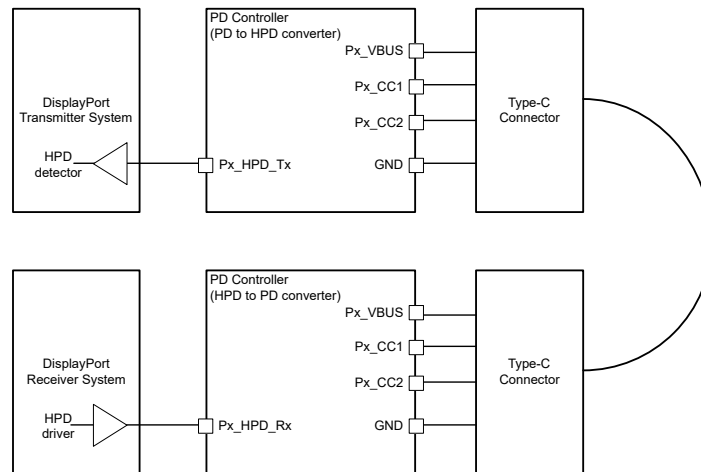 PD Controller
(PD to HPD converter)
Px_VBUS
Px_CC1
Px_CC2
GND
Px_HPD_Tx
DisplayPort
Transmitter System
HPD
detector
Type-C
Connector
PD Controller
(HPD to PD converter)
Px_VBUS
Px_CC1
Px_CC2
GND
Px_HPD_Rx
DisplayPort
Receiver System
HPD
driver
Type-C
Connector